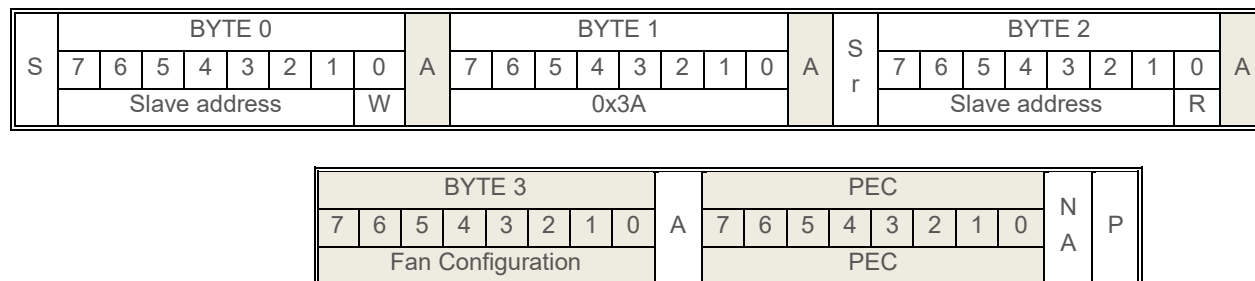 BYTE 0 BYTE 1 BYTE 2
S 7 6 5 4 3 2 1 0 A 7 6 5 4 3 2 1 0 A S r 7 6 5 4 3 2 1 0 A
Slave address W 0x3A Slave address R
BYTE 3 PEC
7 6 5 4 3 2 1 0 A 7 6 5 4 3 2 1 0 N A P
Fan Configuration PEC